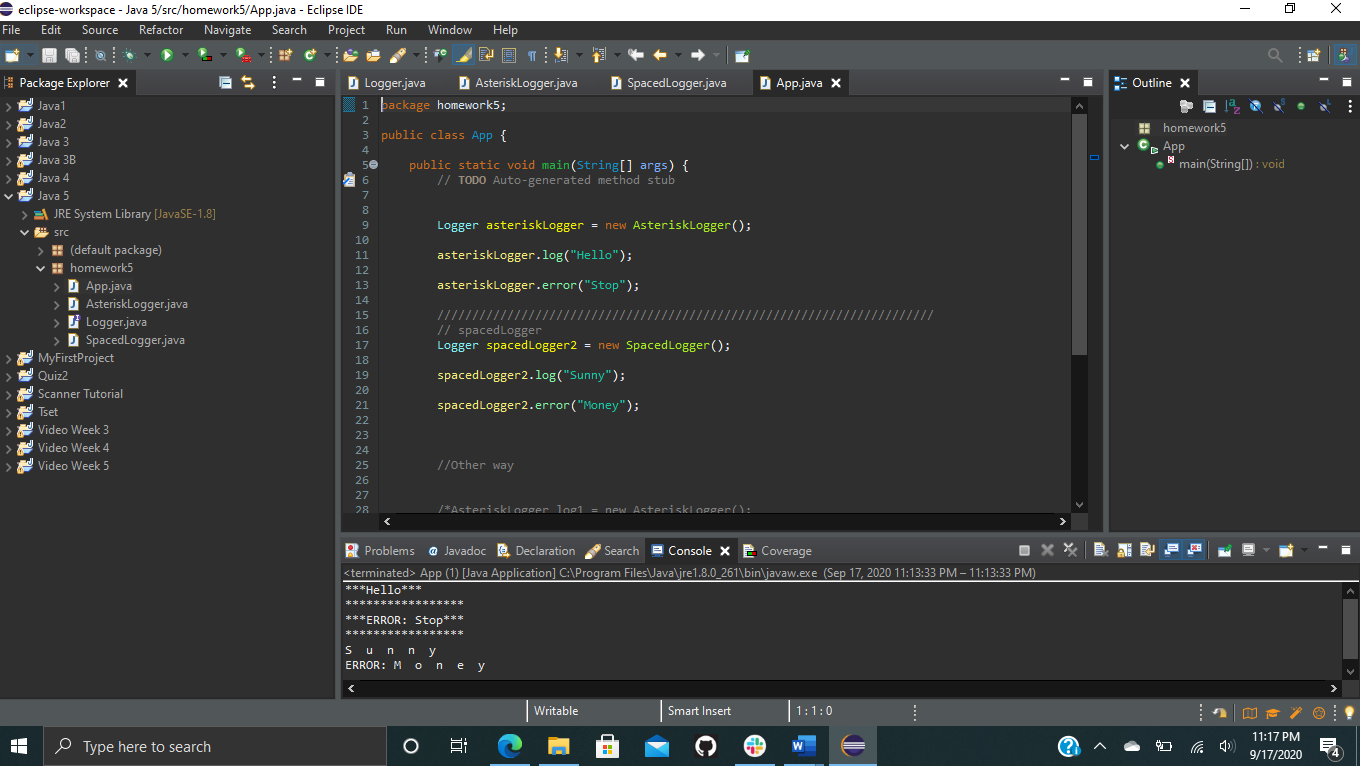 eclipse-workspace - Java 5/src/homework5/App.java - Eclipse IDE
File Edit Source Refactor Navigate Search Project Run Window Help
Package Explorer
Java1
Java2
Java 3
Java 3B
Java 4
Java 5
JRE System Library [JavaSE-1.8]
src
(default package)
homework5
App.java
AsteriskLogger.java
Logger.java
SpacedLogger.java
MyFirstProject
Quiz2
Scanner Tutorial
Tset
Video Week 3
Video Week 4
Video Week 5
Logger.java AsteriskLogger.java SpacedLogger.java App.java
1 package homework5;
2
3 public class App {
4
5 public static void main(String[] args) {
6 // TODO Auto-generated method stub
7
8
9 Logger asteriskLogger = new AsteriskLogger();
10
11 asteriskLogger.log("Hello");
12
13 asteriskLogger.error("Stop");
14
15 ///////////////////////////////////////////////////////////////////////
16 // spacedLogger
17 Logger spacedLogger2 = new SpacedLogger();
18
19 spacedLogger2.log("Sunny");
20
21 spacedLogger2.error("Money");
22
23
24
25 //Other way
26
27
28 /*AsteriskLogger log1 = new AsteriskLogger();
Outline
homework5
App
main(String[]) : void
Problems Javadoc Declaration Search Console Coverage
<terminated> App (1) [Java Application] C:\Program Files\Java\jre1.8.0_261\bin\javaw.exe (Sep 17, 2020 11:13:33 PM – 11:13:33 PM)
***Hello***
*****************
***ERROR: Stop***
*****************
S u n n y
ERROR: M o n e y
Writable Smart Insert 1 : 1 : 0
Type here to search
11:17 PM
9/17/2020
4